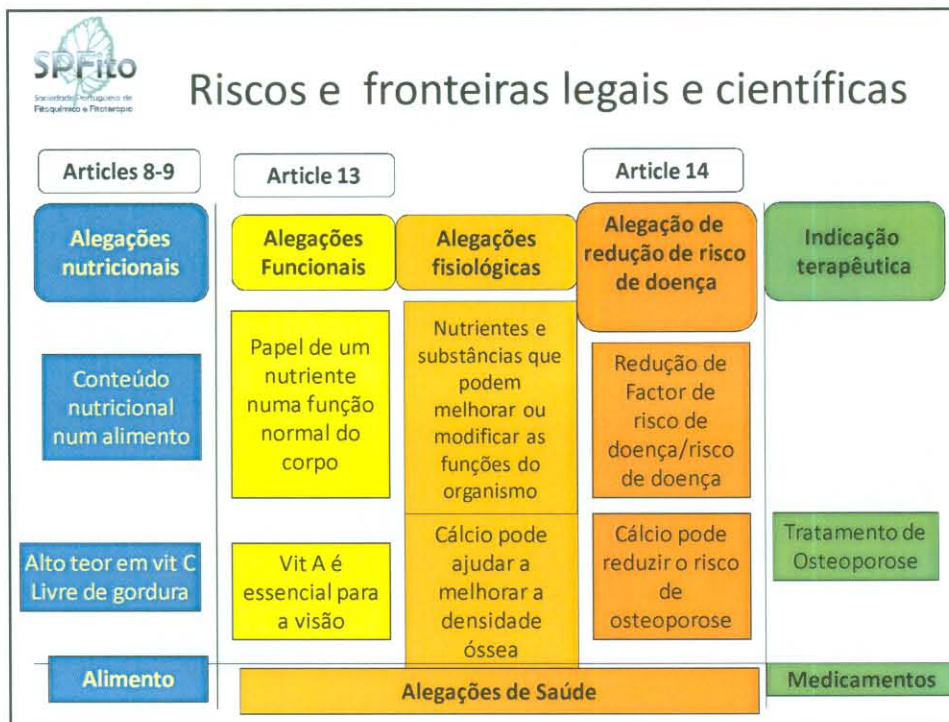 SPFito
Sociedade Portuguesa de
Fitoquímica e Fitoterapia
Riscos e fronteiras legais e científicas
Articles 8-9
Article 13
Article 14
Alegações
nutricionais
Alegações
Funcionais
Alegações
fisiológicas
Alegação de
redução de risco
de doença
Indicação
terapêutica
Conteúdo
nutricional
num alimento
Papel de um
nutriente
numa função
normal do
corpo
Nutrientes e
substâncias que
podem
melhorar ou
modificar as
funções do
organismo
Redução de
Factor de
risco de
doença/risco
de doença
Alto teor em vit C
Livre de gordura
Vit A é
essencial para
a visão
Cálcio pode
ajudar a
melhorar a
densidade
óssea
Cálcio pode
reduzir o risco
de
osteoporose
Tratamento de
Osteoporose
Alimento
Alegações de Saúde
Medicamentos